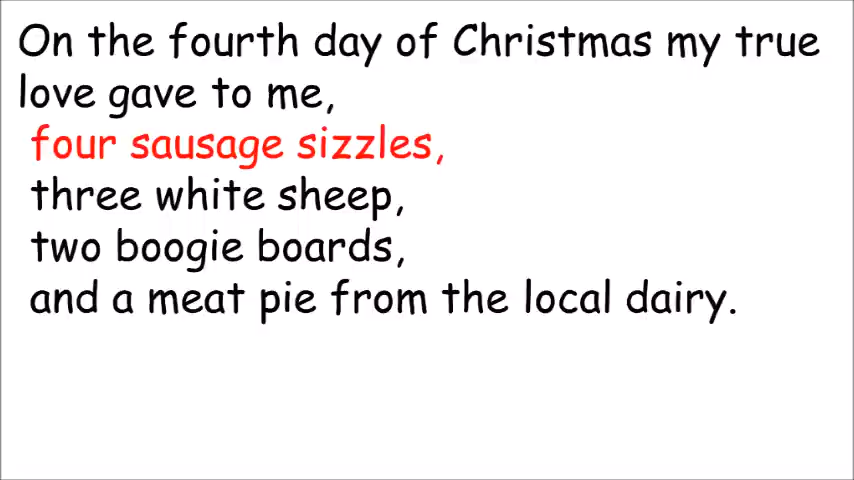 On the fourth day of Christmas my true
love gave to me,
four sausage sizzles,
three white sheep,
two boogie boards,
and a meat pie from the local dairy.